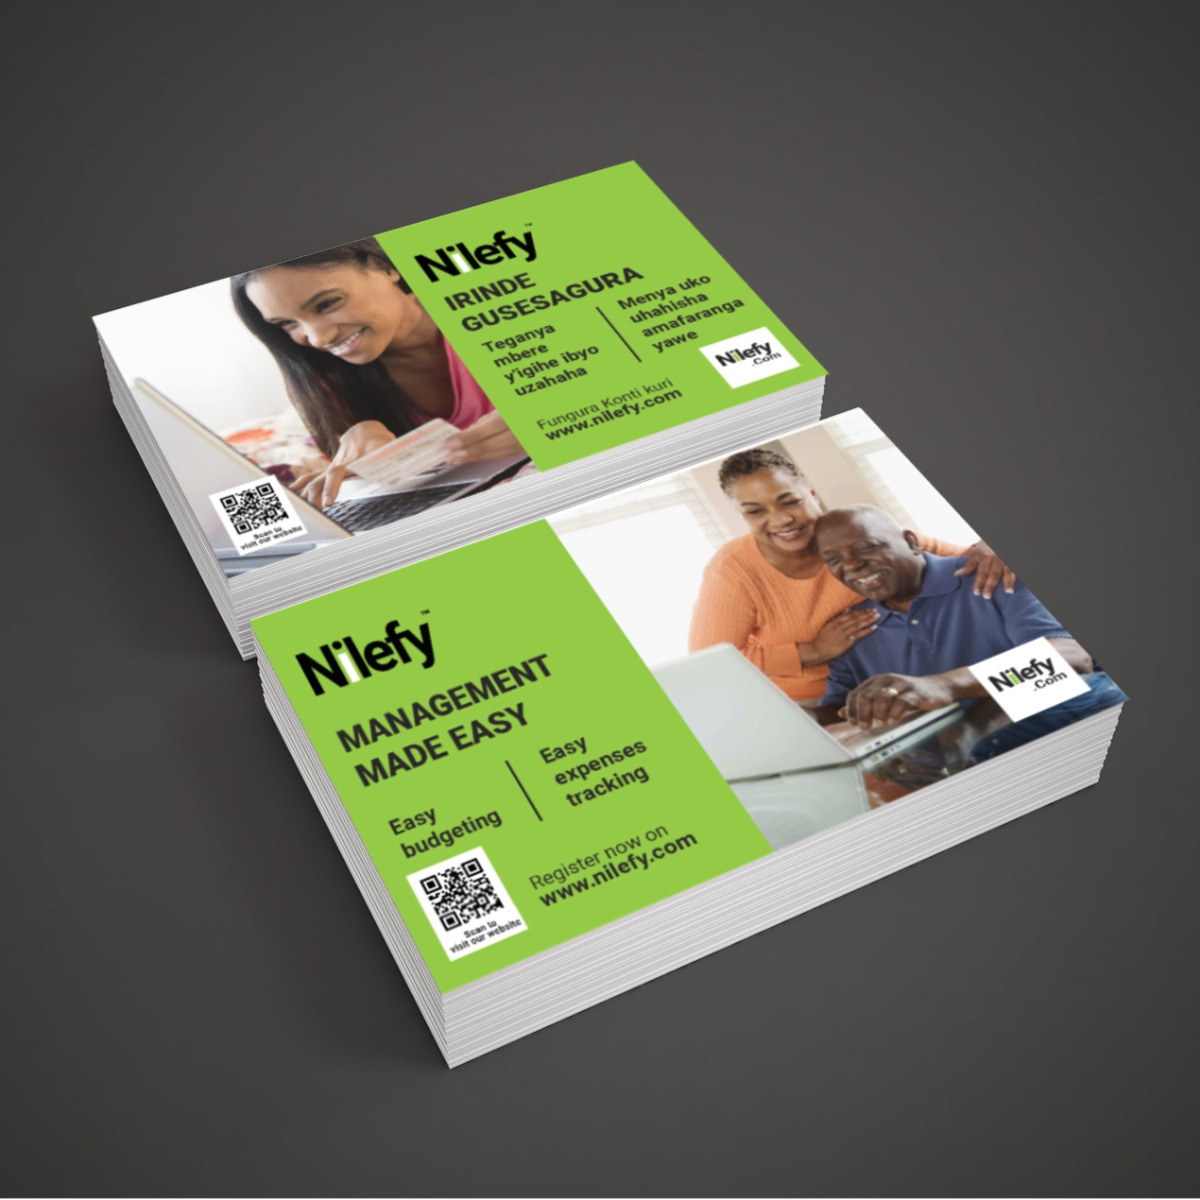 Nilefy™
IRINDE
GUSESAGURA
Teganya
mbere
y'igihe ibyo
uzahaha
Menya uko
uhahisha
amafaranga
yawe
Fungura Konti kuri
www.nilefy.com
Nilefy
.Com
Scan to
visit our website
Nilefy™
MANAGEMENT
MADE EASY
Easy
budgeting
Easy
expenses
tracking
Register now on
www.nilefy.com
Scan to
visit our website
Nilefy
.Com